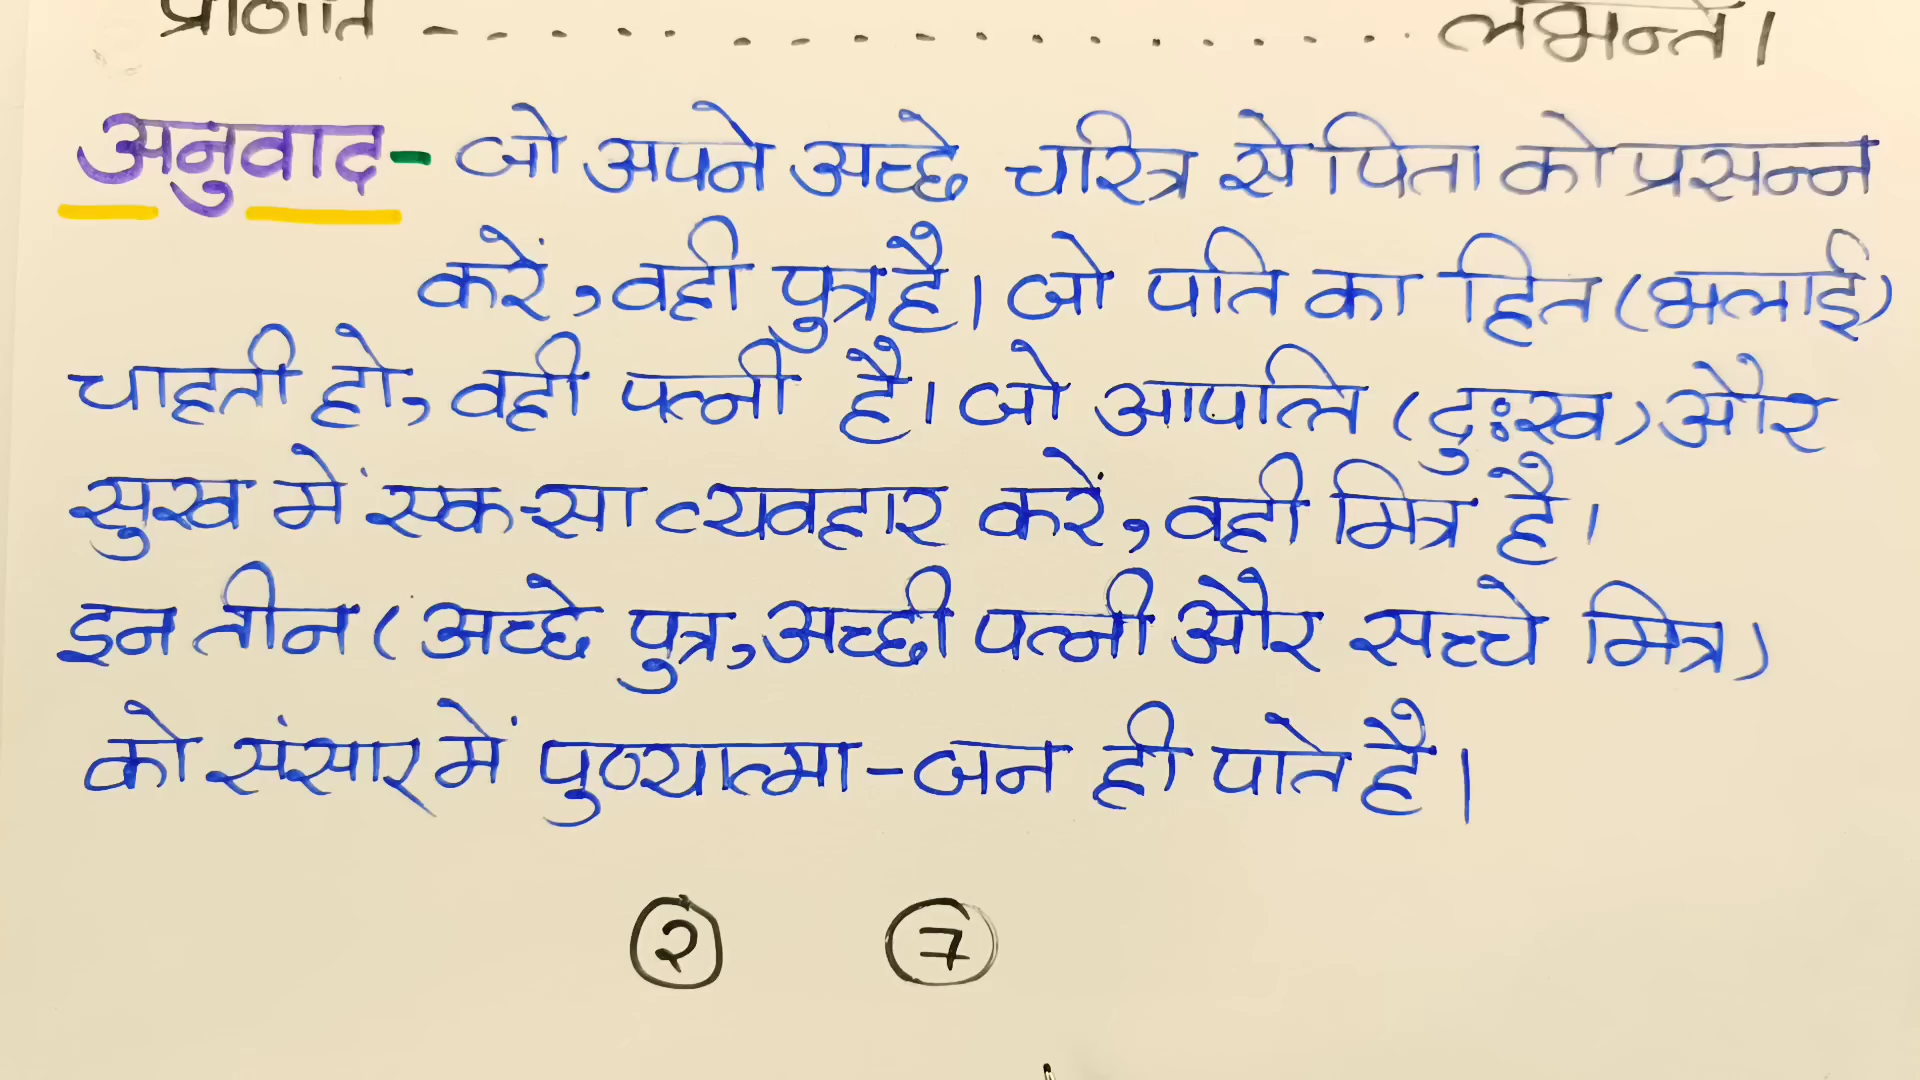 प्रीणाति - . . . . . . . . . . . . . . . . . लभन्ते।
अनुवाद- जो अपने अच्छे चरित्र से पिता को प्रसन्न
करें, वही पुत्र है। जो पति का हित (भलाई)
चाहती हो, वही पत्नी है। जो आपत्ति (दुःख) और
सुख में एक-सा व्यवहार करें, वही मित्र है।
इन तीन (अच्छे पुत्र, अच्छी पत्नी और सच्चे मित्र)
को संसार में पुण्यात्मा-जन ही पाते है।
२ 7